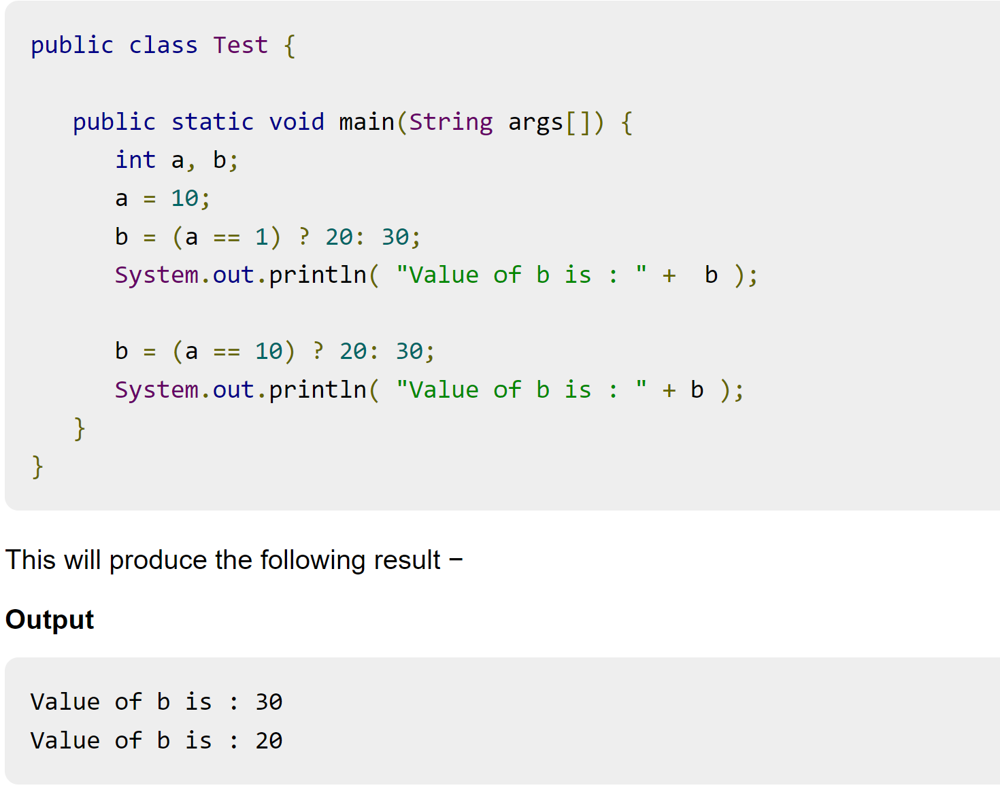 public class Test {
   public static void main(String args[]) {
      int a, b;
      a = 10;
      b = (a == 1) ? 20: 30;
      System.out.println( "Value of b is : " +  b );
      b = (a == 10) ? 20: 30;
      System.out.println( "Value of b is : " + b );
   }
}
This will produce the following result −
Output
Value of b is : 30
Value of b is : 20